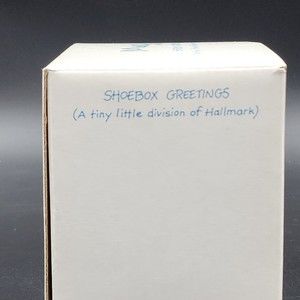 SHOEBOX GREETINGS
(A tiny little division of Hallmark)